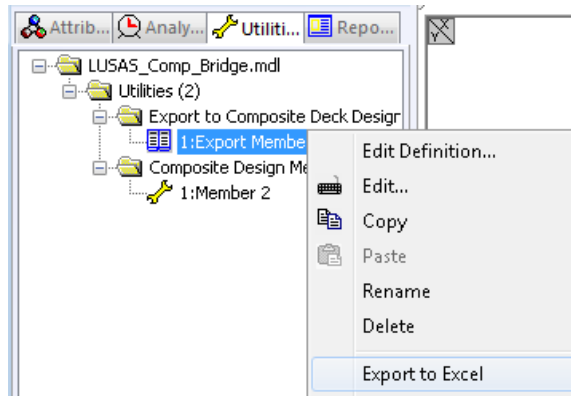 Attrib... Analy... Utiliti... Repo...
X
Y
LUSAS_Comp_Bridge.mdl
Utilities (2)
Export to Composite Deck Design
1:Export Membe
Composite Design Me
1:Member 2
Edit Definition...
Edit...
Copy
Paste
Rename
Delete
Export to Excel